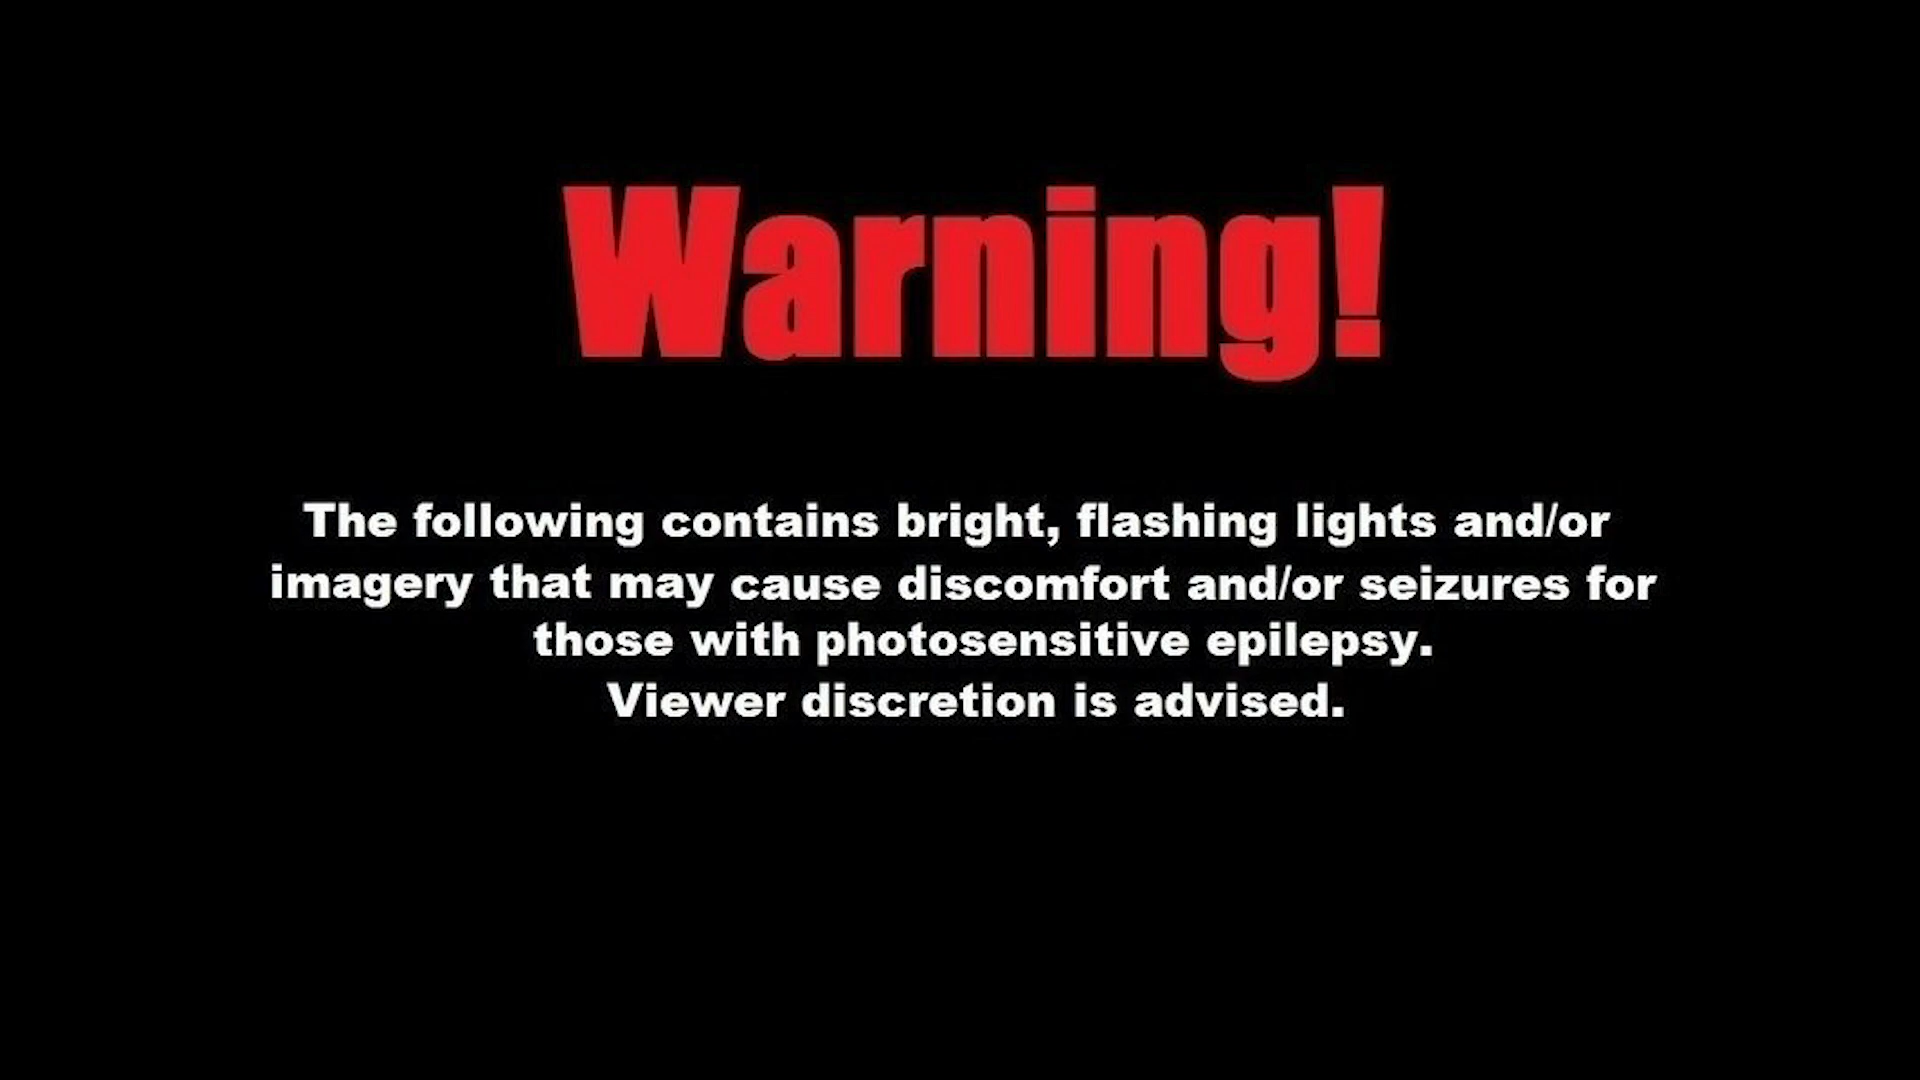 Warning!
The following contains bright, flashing lights and/or
imagery that may cause discomfort and/or seizures for
those with photosensitive epilepsy.
Viewer discretion is advised.